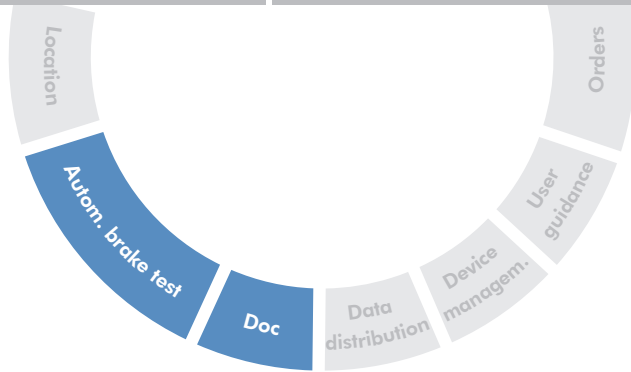 Location
Autom. brake test
Doc
Data
distribution
Device
managem.
User
guidance
Orders